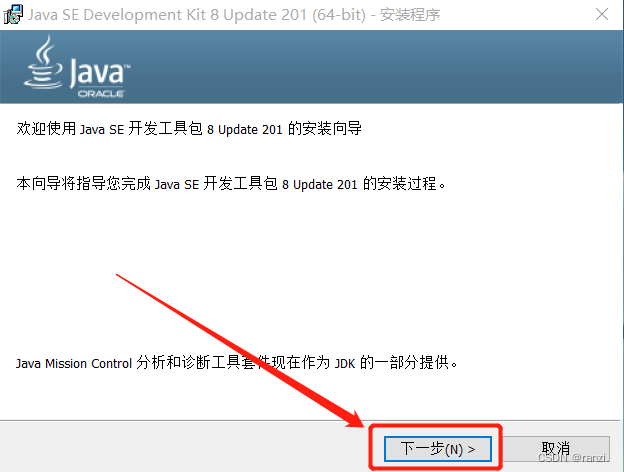 Java SE Development Kit 8 Update 201 (64-bit) - 安装程序
Java™
ORACLE
欢迎使用 Java SE 开发工具包 8 Update 201 的安装向导
本向导将指导您完成 Java SE 开发工具包 8 Update 201 的安装过程。
Java Mission Control 分析和诊断工具套件现在作为 JDK 的一部分提供。
下一步(N) >
取消
CSDN @ranzi.